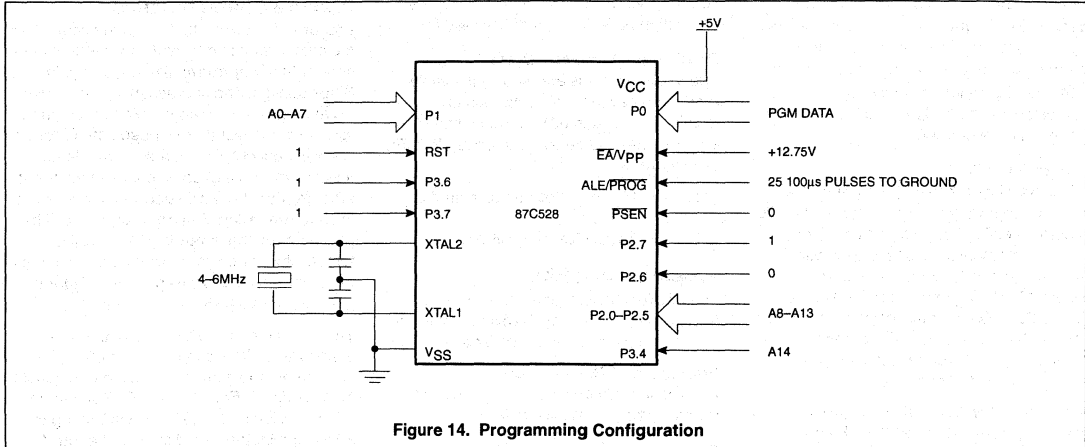 +5V
VCC
A0–A7
P1
P0
PGM DATA
1
RST
EA/VPP
+12.75V
1
P3.6
ALE/PROG
25 100µs PULSES TO GROUND
1
P3.7
87C528
PSEN
0
XTAL2
P2.7
1
4–6MHz
P2.6
0
XTAL1
P2.0–P2.5
A8–A13
VSS
P3.4
A14
Figure 14. Programming Configuration